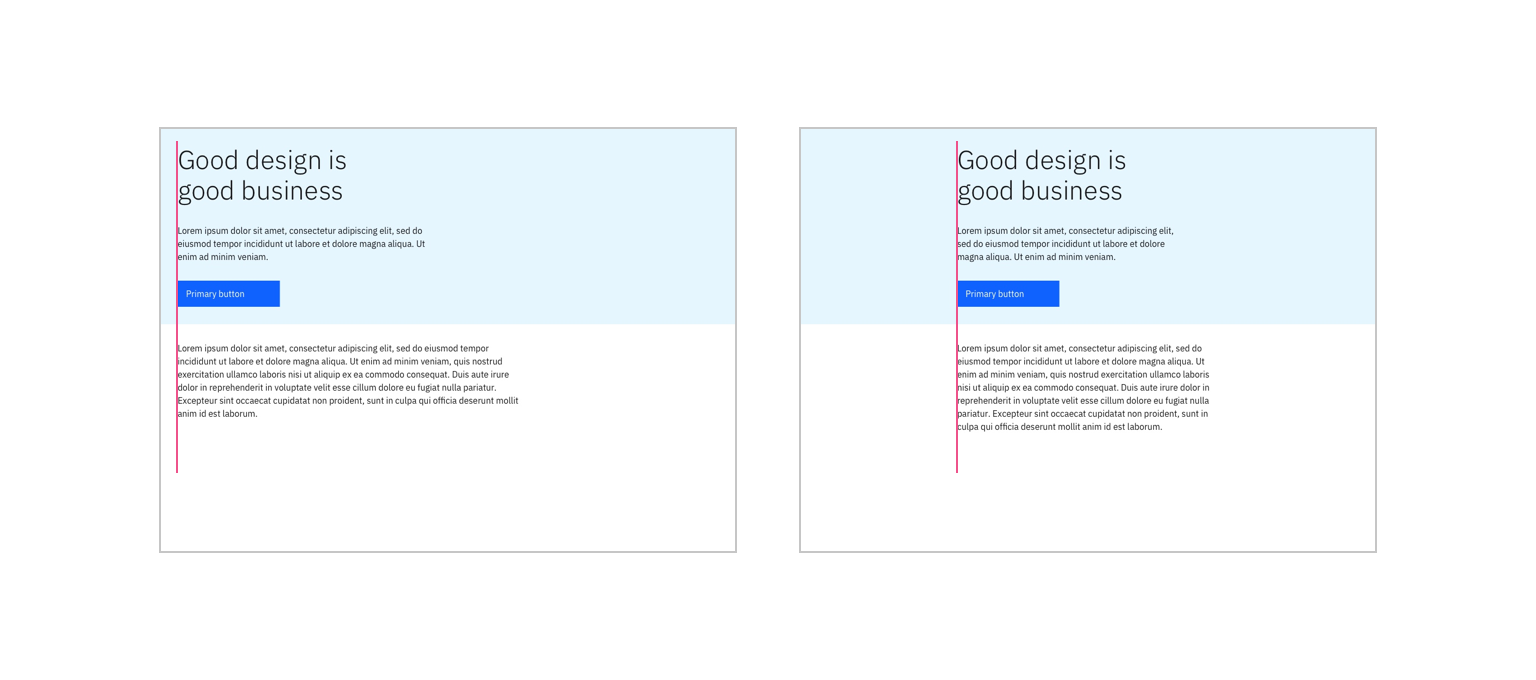 Good design is
good business
Lorem ipsum dolor sit amet, consectetur adipiscing elit, sed do
eiusmod tempor incididunt ut labore et dolore magna aliqua. Ut
enim ad minim veniam.
Primary button
Lorem ipsum dolor sit amet, consectetur adipiscing elit, sed do eiusmod tempor
incididunt ut labore et dolore magna aliqua. Ut enim ad minim veniam, quis nostrud
exercitation ullamco laboris nisi ut aliquip ex ea commodo consequat. Duis aute irure
dolor in reprehenderit in voluptate velit esse cillum dolore eu fugiat nulla pariatur.
Excepteur sint occaecat cupidatat non proident, sunt in culpa qui officia deserunt mollit
anim id est laborum.
Good design is
good business
Lorem ipsum dolor sit amet, consectetur adipiscing elit,
sed do eiusmod tempor incididunt ut labore et dolore
magna aliqua. Ut enim ad minim veniam.
Primary button
Lorem ipsum dolor sit amet, consectetur adipiscing elit, sed do
eiusmod tempor incididunt ut labore et dolore magna aliqua. Ut
enim ad minim veniam, quis nostrud exercitation ullamco laboris
nisi ut aliquip ex ea commodo consequat. Duis aute irure dolor in
reprehenderit in voluptate velit esse cillum dolore eu fugiat nulla
pariatur. Excepteur sint occaecat cupidatat non proident, sunt in
culpa qui officia deserunt mollit anim id est laborum.